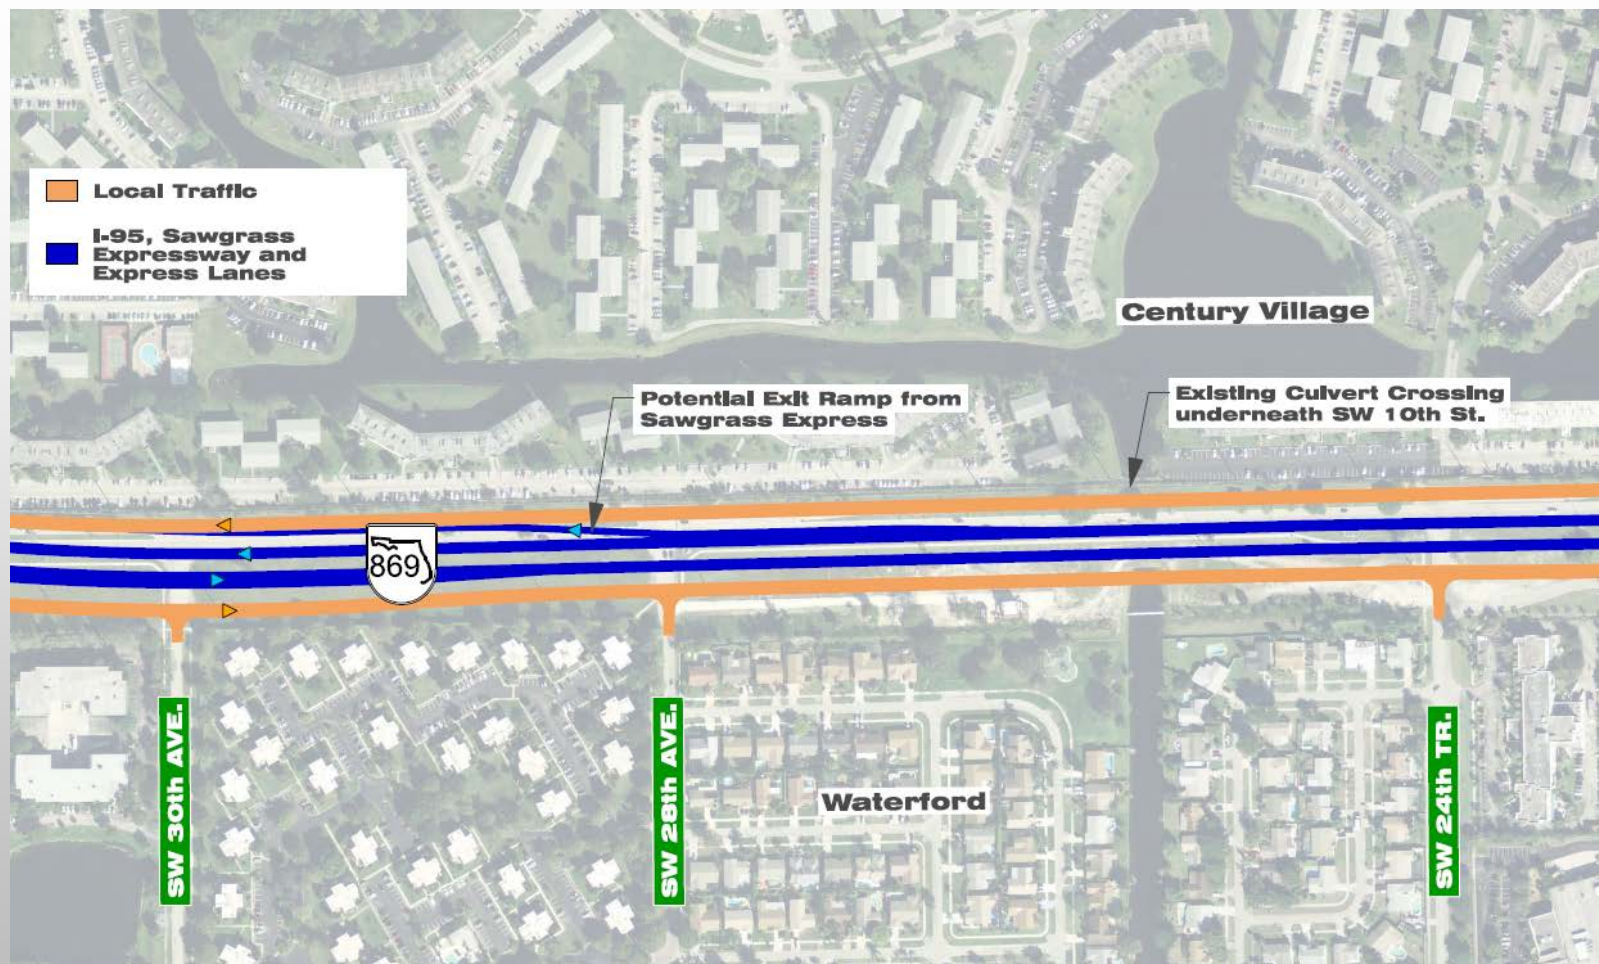 Local Traffic
I-95, Sawgrass
Expressway and
Express Lanes
Century Village
Potential Exit Ramp from
Sawgrass Express
Existing Culvert Crossing
underneath SW 10th St.
869
SW 30th AVE.
SW 28th AVE.
Waterford
SW 24th TR.